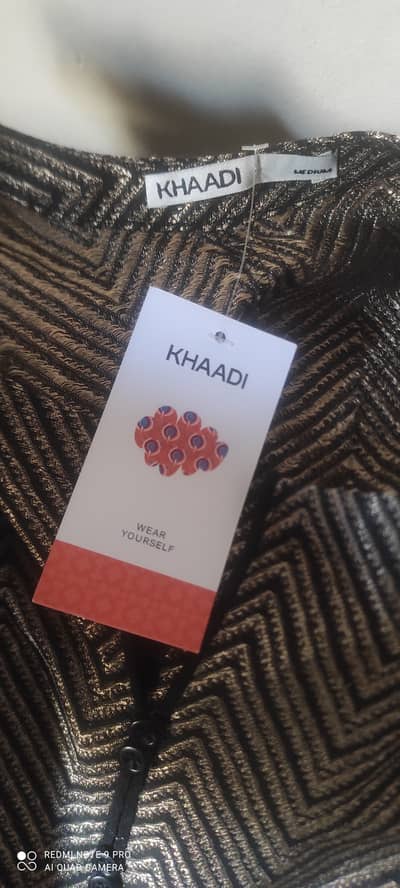 KHAADI
MEDIUM
KHAADI
WEAR
YOURSELF
REDMI NOTE 9 PRO
AI QUAD CAMERA